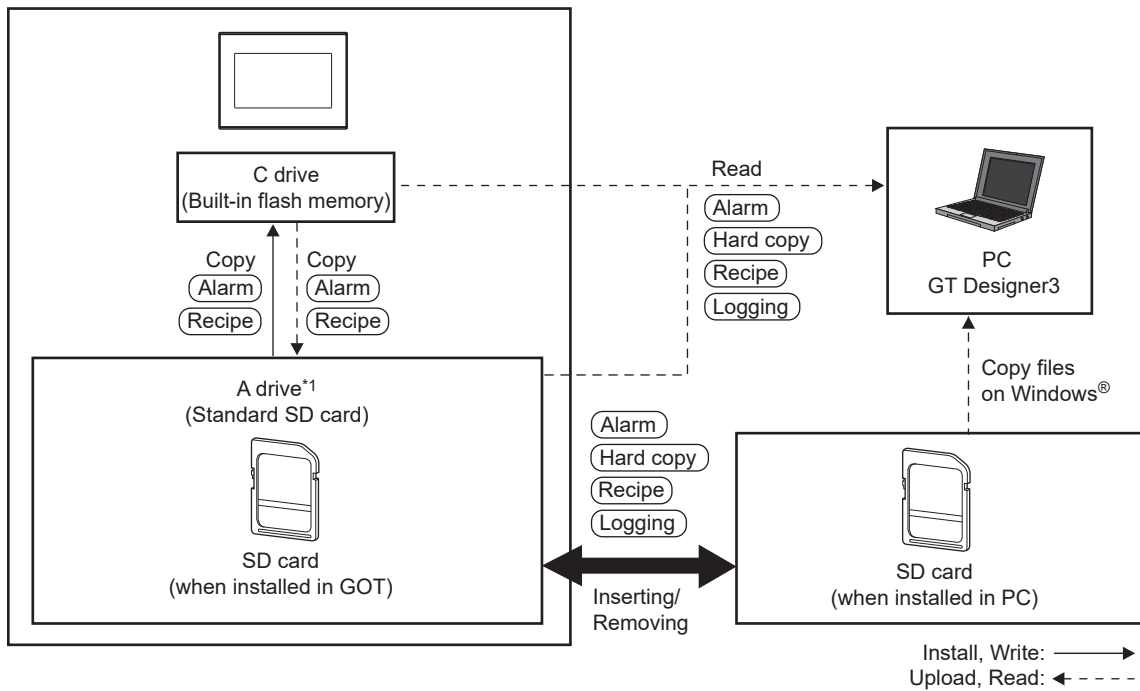 C drive
(Built-in flash memory)
Copy
Alarm
Recipe
Copy
Alarm
Recipe
A drive*1
(Standard SD card)
SD card
(when installed in GOT)
Read
Alarm
Hard copy
Recipe
Logging
PC
GT Designer3
Copy files
on Windows®
Alarm
Hard copy
Recipe
Logging
Inserting/
Removing
SD card
(when installed in PC)
Install, Write:
Upload, Read: